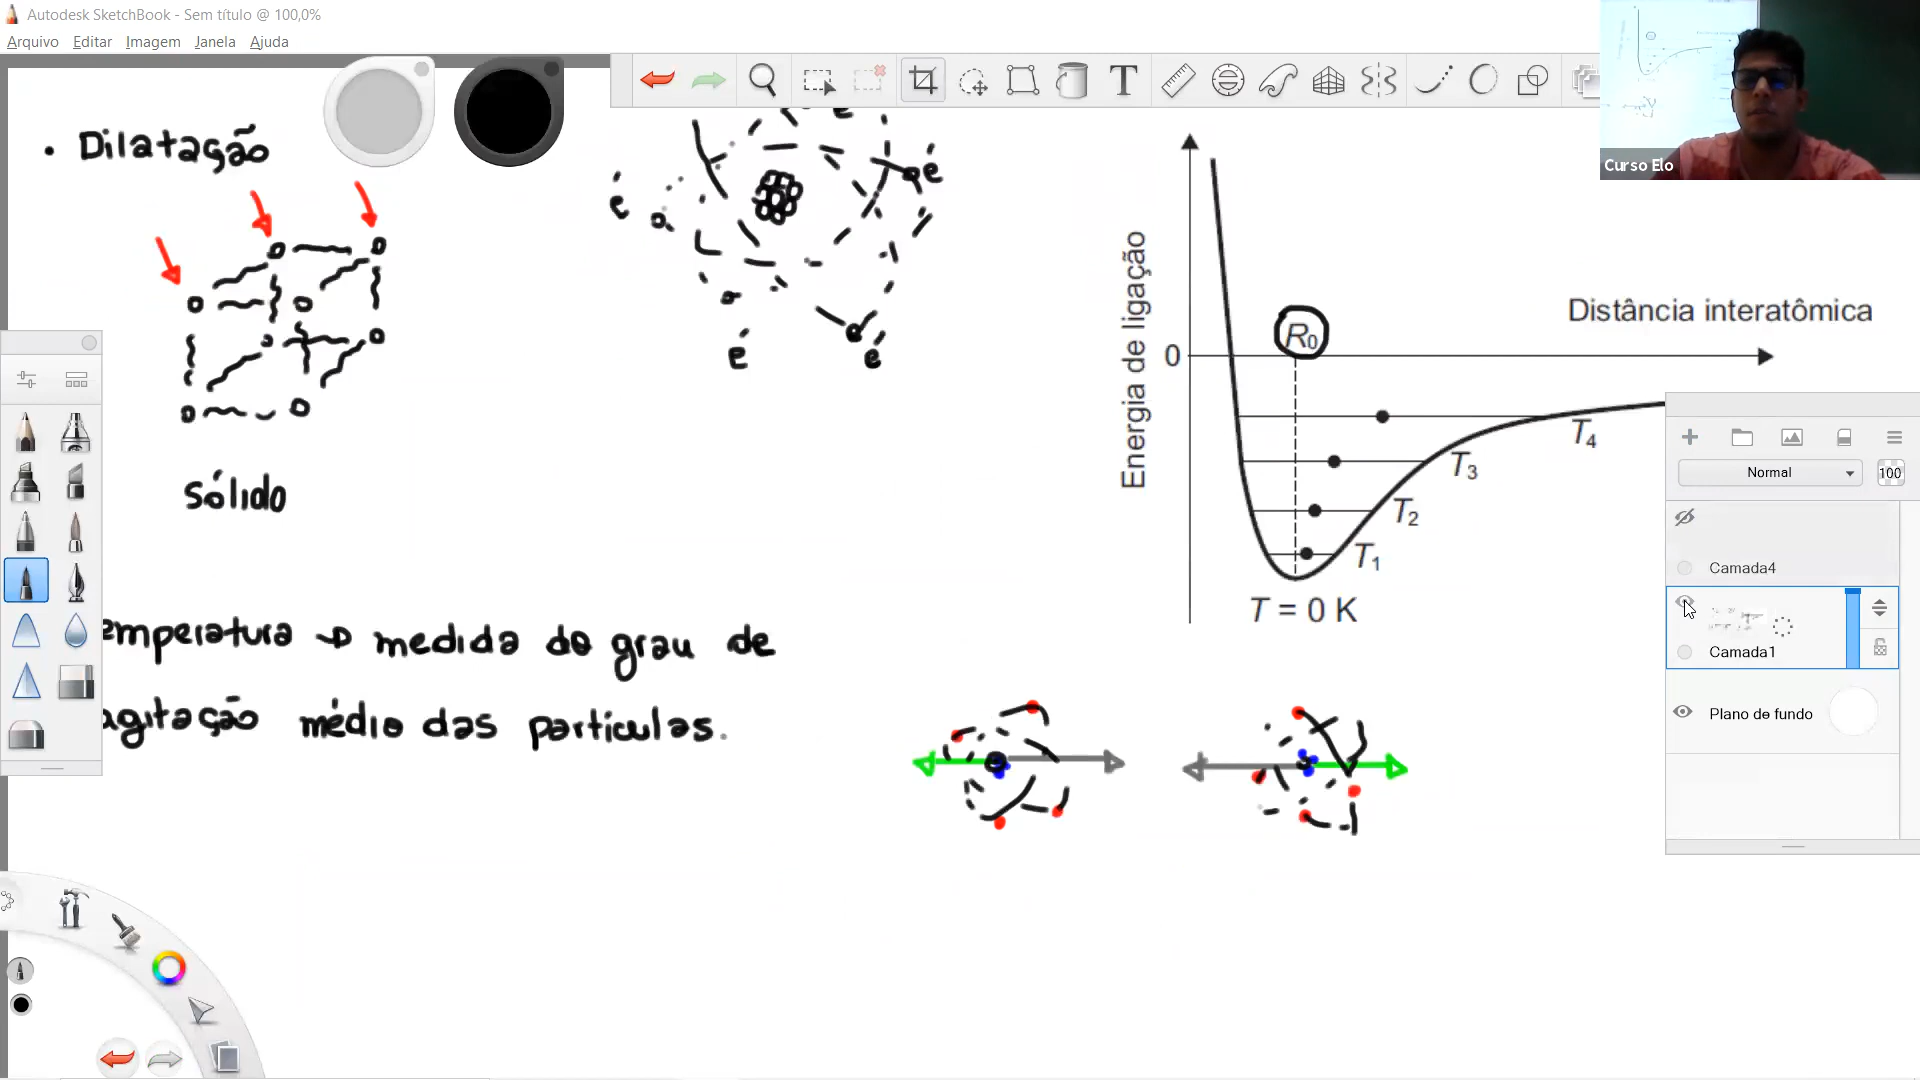 Autodesk SketchBook - Sem título @ 100,0%
Arquivo Editar Imagem Janela Ajuda
T
Curso Elo
• Dilatação
é
é
é
é
é
sólido
Energia de ligação
0
R₀
Distância interatômica
T₄
T₃
T₂
T₁
T = 0 K
emperatura → medida do grau de
agitação médio das partículas.
Normal
100
Camada4
Camada1
Plano de fundo